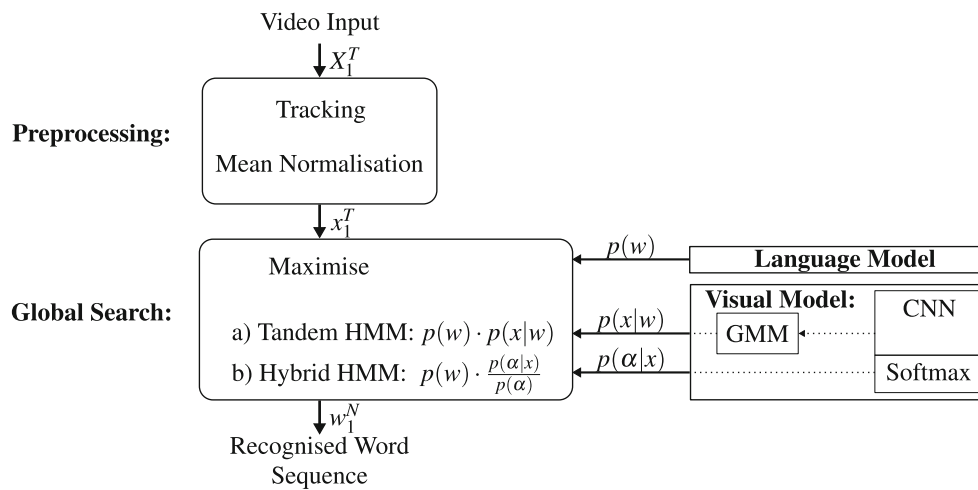 Video Input
X_1^T
Preprocessing:
Tracking
Mean Normalisation
x_1^T
Global Search:
Maximise
a) Tandem HMM: p(w) · p(x|w)
b) Hybrid HMM: p(w) · p(α|x)/p(α)
p(w)
Language Model
Visual Model:
CNN
p(x|w)
GMM
p(α|x)
Softmax
w_1^N
Recognised Word
Sequence